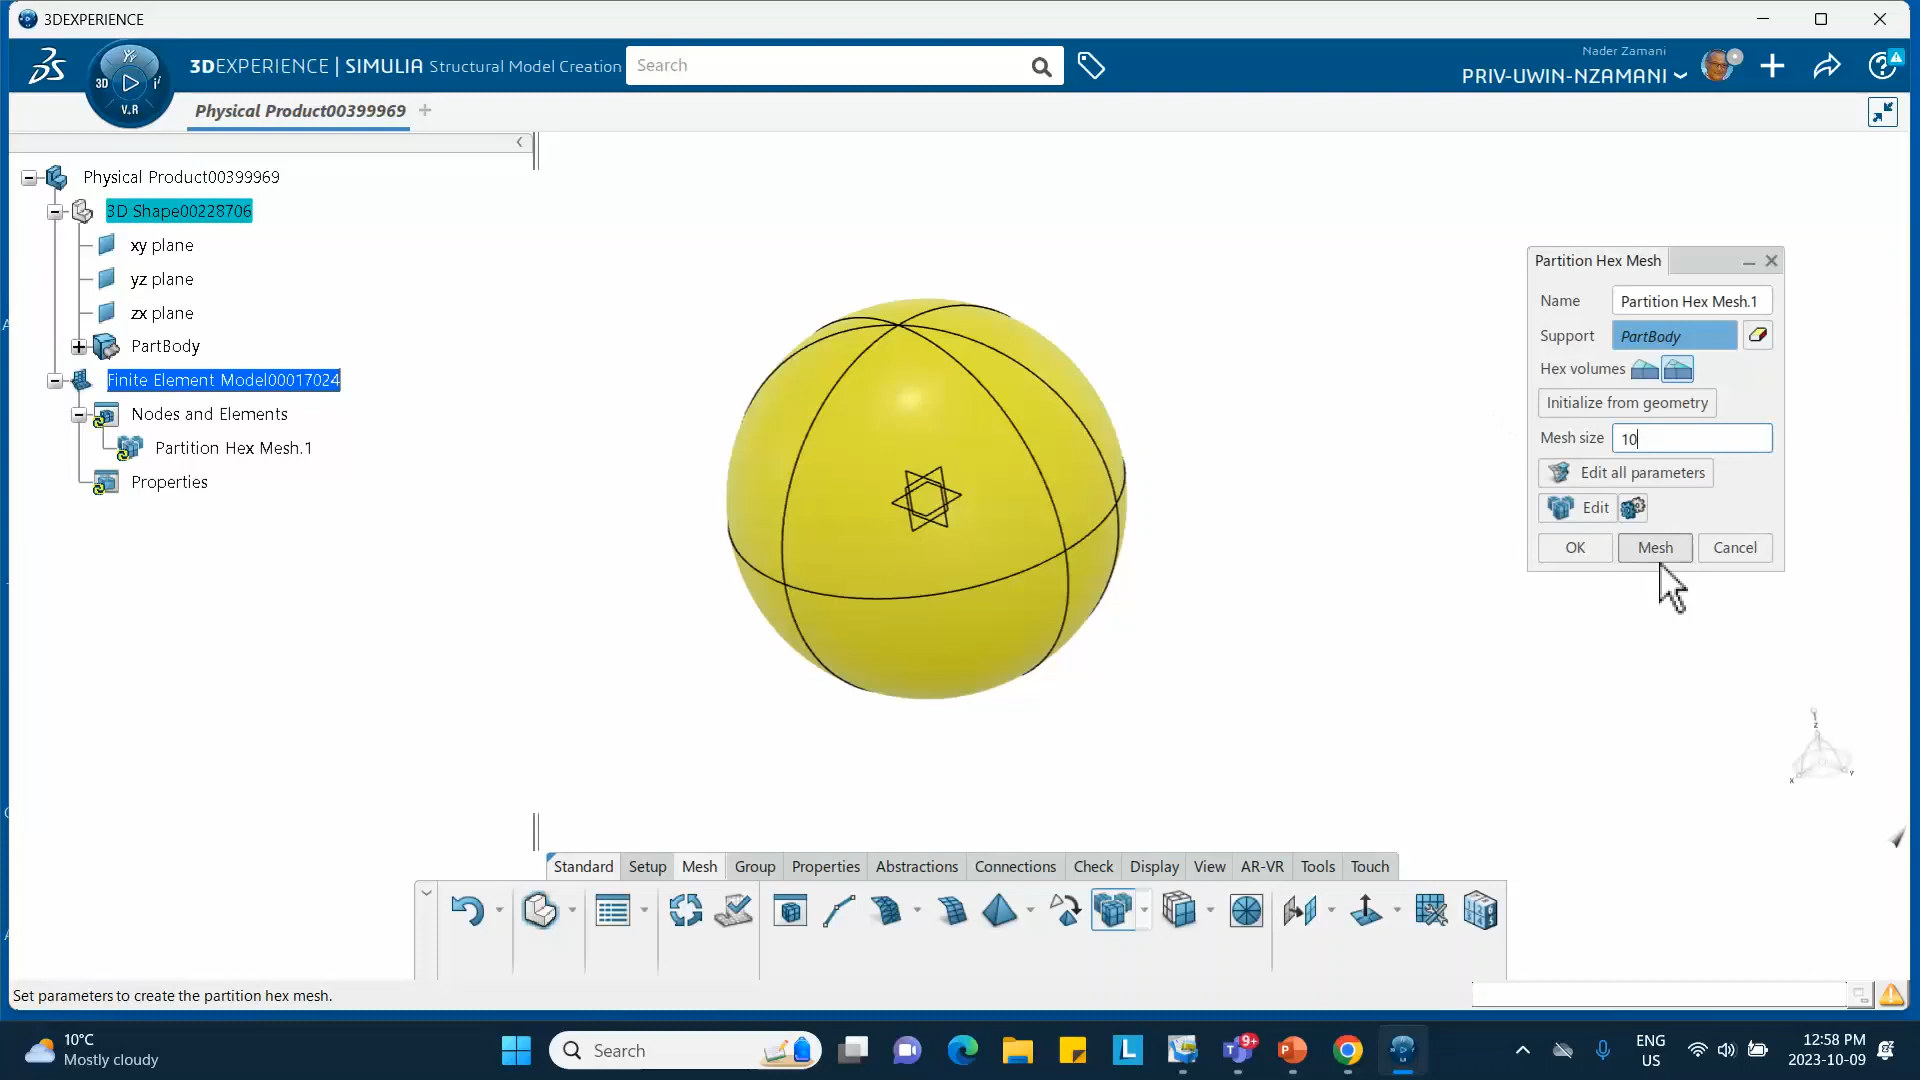 3DEXPERIENCE
3DEXPERIENCE | SIMULIA Structural Model Creation
Search
Nader Zamani
PRIV-UWIN-NZAMANI
3D
V.R
Physical Product00399969
Physical Product00399969
3D Shape00228706
xy plane
yz plane
zx plane
PartBody
Finite Element Model00017024
Nodes and Elements
Partition Hex Mesh.1
Properties
Partition Hex Mesh
Name
Partition Hex Mesh.1
Support
PartBody
Hex volumes
Initialize from geometry
Mesh size
10
Edit all parameters
Edit
OK
Mesh
Cancel
z
x
y
Standard
Setup
Mesh
Group
Properties
Abstractions
Connections
Check
Display
View
AR-VR
Tools
Touch
Set parameters to create the partition hex mesh.
10°C
Mostly cloudy
Search
9+
ENG
US
12:58 PM
2023-10-09